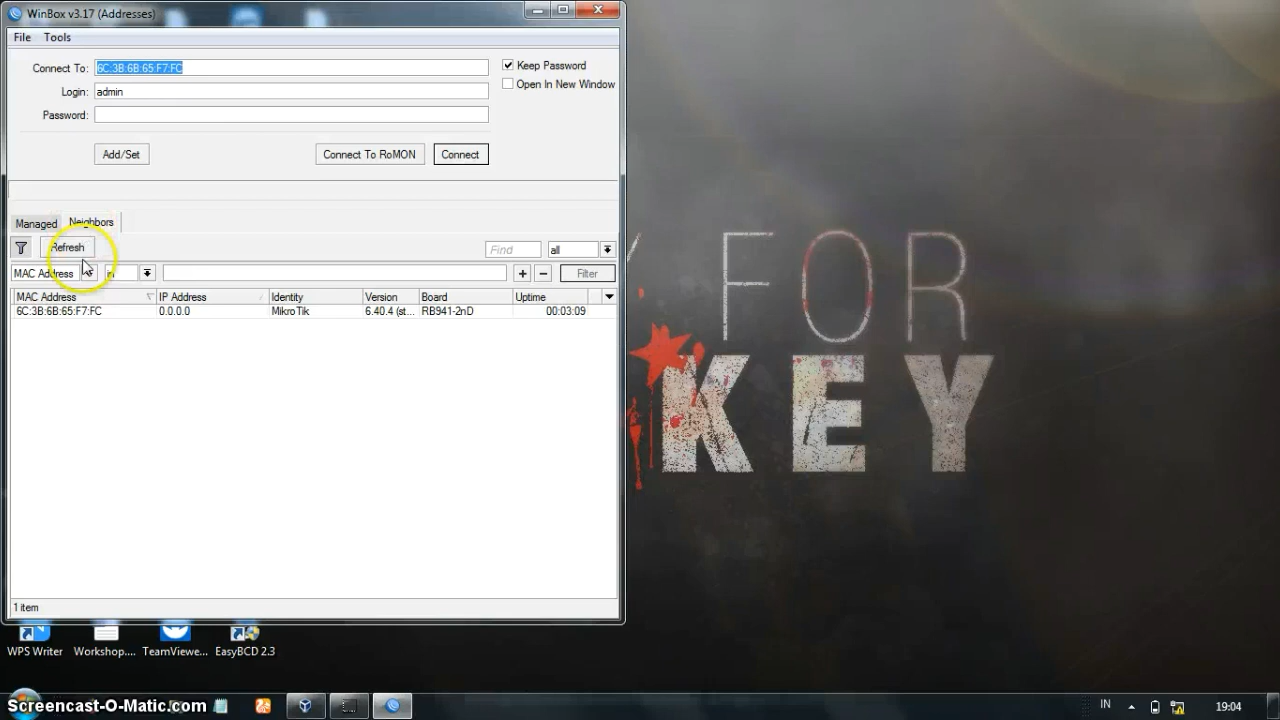 WinBox v3.17 (Addresses)
File Tools
Connect To: 6C:3B:6B:65:F7:FC
Keep Password
Login: admin
Open In New Window
Password:
Add/Set Connect To RoMON Connect
Managed Neighbors
Refresh Find all
MAC Address in Filter
MAC Address IP Address Identity Version Board Uptime
6C:3B:6B:65:F7:FC 0.0.0.0 MikroTik 6.40.4 (st... RB941-2nD 00:03:09
1 item
FOR
KEY
WPS Writer Workshop.... TeamViewe... EasyBCD 2.3
Screencast-O-Matic.com
IN 19:04